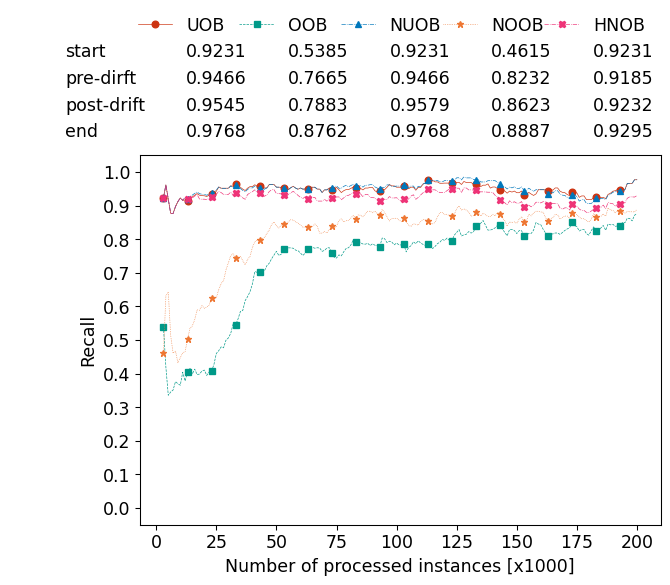 UOB OOB NUOB NOOB HNOB
start 0.9231 0.5385 0.9231 0.4615 0.9231
pre-dirft 0.9466 0.7665 0.9466 0.8232 0.9185
post-drift 0.9545 0.7883 0.9579 0.8623 0.9232
end 0.9768 0.8762 0.9768 0.8887 0.9295
1.0
0.9
0.8
0.7
0.6
0.5
0.4
0.3
0.2
0.1
0.0
Recall
0 25 50 75 100 125 150 175 200
Number of processed instances [x1000]